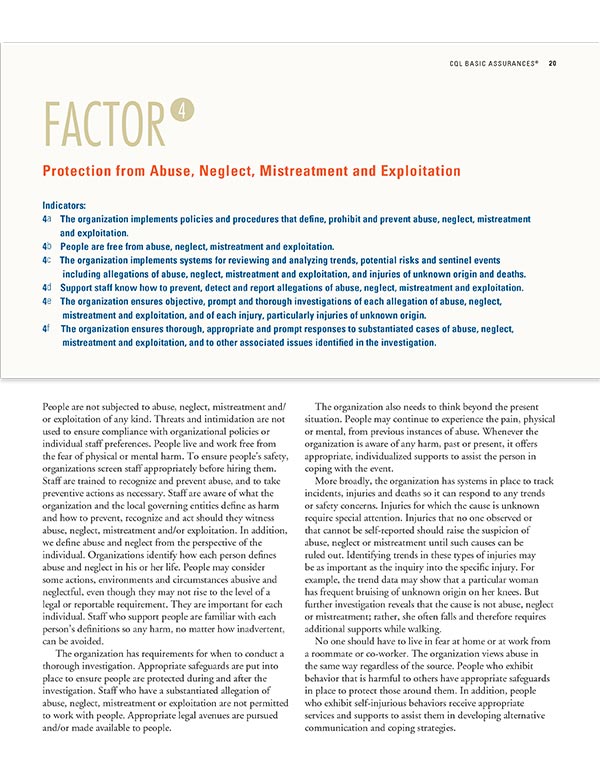 CQL BASIC ASSURANCES® 20
FACTOR 4
Protection from Abuse, Neglect, Mistreatment and Exploitation
Indicators:
4a The organization implements policies and procedures that define, prohibit and prevent abuse, neglect, mistreatment
and exploitation.
4b People are free from abuse, neglect, mistreatment and exploitation.
4c The organization implements systems for reviewing and analyzing trends, potential risks and sentinel events
including allegations of abuse, neglect, mistreatment and exploitation, and injuries of unknown origin and deaths.
4d Support staff know how to prevent, detect and report allegations of abuse, neglect, mistreatment and exploitation.
4e The organization ensures objective, prompt and thorough investigations of each allegation of abuse, neglect,
mistreatment and exploitation, and of each injury, particularly injuries of unknown origin.
4f The organization ensures thorough, appropriate and prompt responses to substantiated cases of abuse, neglect,
mistreatment and exploitation, and to other associated issues identified in the investigation.
People are not subjected to abuse, neglect, mistreatment and/
or exploitation of any kind. Threats and intimidation are not
used to ensure compliance with organizational policies or
individual staff preferences. People live and work free from
the fear of physical or mental harm. To ensure people's safety,
organizations screen staff appropriately before hiring them.
Staff are trained to recognize and prevent abuse, and to take
preventive actions as necessary. Staff are aware of what the
organization and the local governing entities define as harm
and how to prevent, recognize and act should they witness
abuse, neglect, mistreatment and/or exploitation. In addition,
we define abuse and neglect from the perspective of the
individual. Organizations identify how each person defines
abuse and neglect in his or her life. People may consider
some actions, environments and circumstances abusive and
neglectful, even though they may not rise to the level of a
legal or reportable requirement. They are important for each
individual. Staff who support people are familiar with each
person's definitions so any harm, no matter how inadvertent,
can be avoided.
The organization has requirements for when to conduct a
thorough investigation. Appropriate safeguards are put into
place to ensure people are protected during and after the
investigation. Staff who have a substantiated allegation of
abuse, neglect, mistreatment or exploitation are not permitted
to work with people. Appropriate legal avenues are pursued
and/or made available to people.
The organization also needs to think beyond the present
situation. People may continue to experience the pain, physical
or mental, from previous instances of abuse. Whenever the
organization is aware of any harm, past or present, it offers
appropriate, individualized supports to assist the person in
coping with the event.
More broadly, the organization has systems in place to track
incidents, injuries and deaths so it can respond to any trends
or safety concerns. Injuries for which the cause is unknown
require special attention. Injuries that no one observed or
that cannot be self-reported should raise the suspicion of
abuse, neglect or mistreatment until such causes can be
ruled out. Identifying trends in these types of injuries may
be as important as the inquiry into the specific injury. For
example, the trend data may show that a particular woman
has frequent bruising of unknown origin on her knees. But
further investigation reveals that the cause is not abuse, neglect
or mistreatment; rather, she often falls and therefore requires
additional supports while walking.
No one should have to live in fear at home or at work from
a roommate or co-worker. The organization views abuse in
the same way regardless of the source. People who exhibit
behavior that is harmful to others have appropriate safeguards
in place to protect those around them. In addition, people
who exhibit self-injurious behaviors receive appropriate
services and supports to assist them in developing alternative
communication and coping strategies.